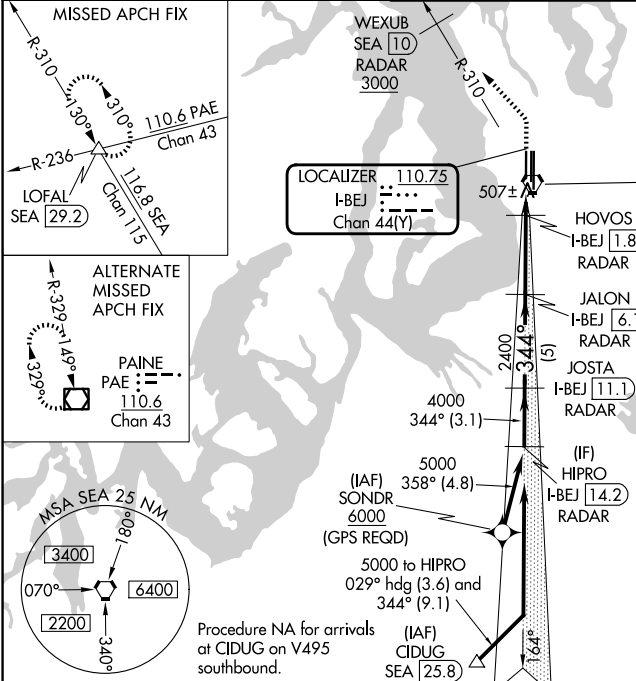 MISSED APCH FIX
R-310
130°
310°
110.6 PAE
Chan 43
R-236
LOFAL
SEA 29.2
116.8 SEA
Chan 115
WEXUB
SEA 10
RADAR
3000
R-310
LOCALIZER 110.75
I-BEJ
Chan 44(Y)
507±
HOVOS
I-BEJ 1.8
RADAR
JALON
I-BEJ 6.
RADAR
2400
344°
(5)
JOSTA
I-BEJ 11.1
RADAR
4000
344° (3.1)
(IF)
HIPRO
I-BEJ 14.2
RADAR
5000
358° (4.8)
(IAF)
SONDR
6000
(GPS REQD)
5000 to HIPRO
029° hdg (3.6) and
344° (9.1)
(IAF)
CIDUG
SEA 25.8
164°
ALTERNATE
MISSED
APCH FIX
R-329
149°
329°
PAINE
PAE
110.6
Chan 43
MSA SEA 25 NM
180°
3400
070°
6400
2200
340°
Procedure NA for arrivals
at CIDUG on V495
southbound.